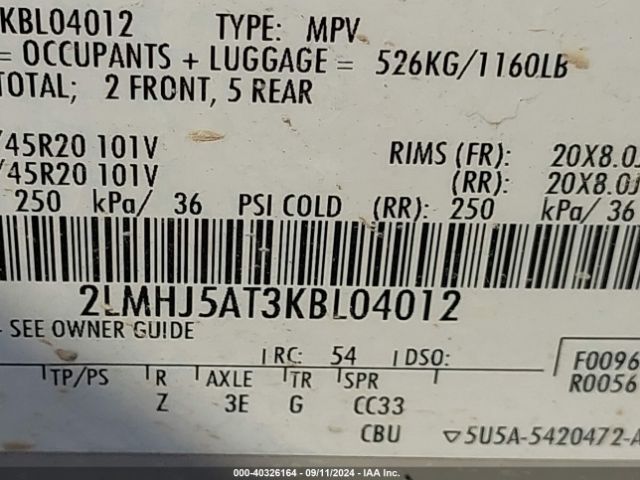 KBL04012 TYPE: MPV
= OCCUPANTS + LUGGAGE = 526KG/1160LB
TOTAL; 2 FRONT, 5 REAR
/45R20 101V RIMS (FR): 20X8.0J
/45R20 101V (RR): 20X8.0J
250 kPa/ 36 PSI COLD (RR): 250 kPa/ 36
2LMHJ5AT3KBL04012
SEE OWNER GUIDE
RC: 54 DSO: F0096
TP/PS R AXLE TR SPR R0056
Z 3E G CC33
CBU ▽5U5A-5420472-A
000-40326164 - 09/11/2024 - IAA Inc.